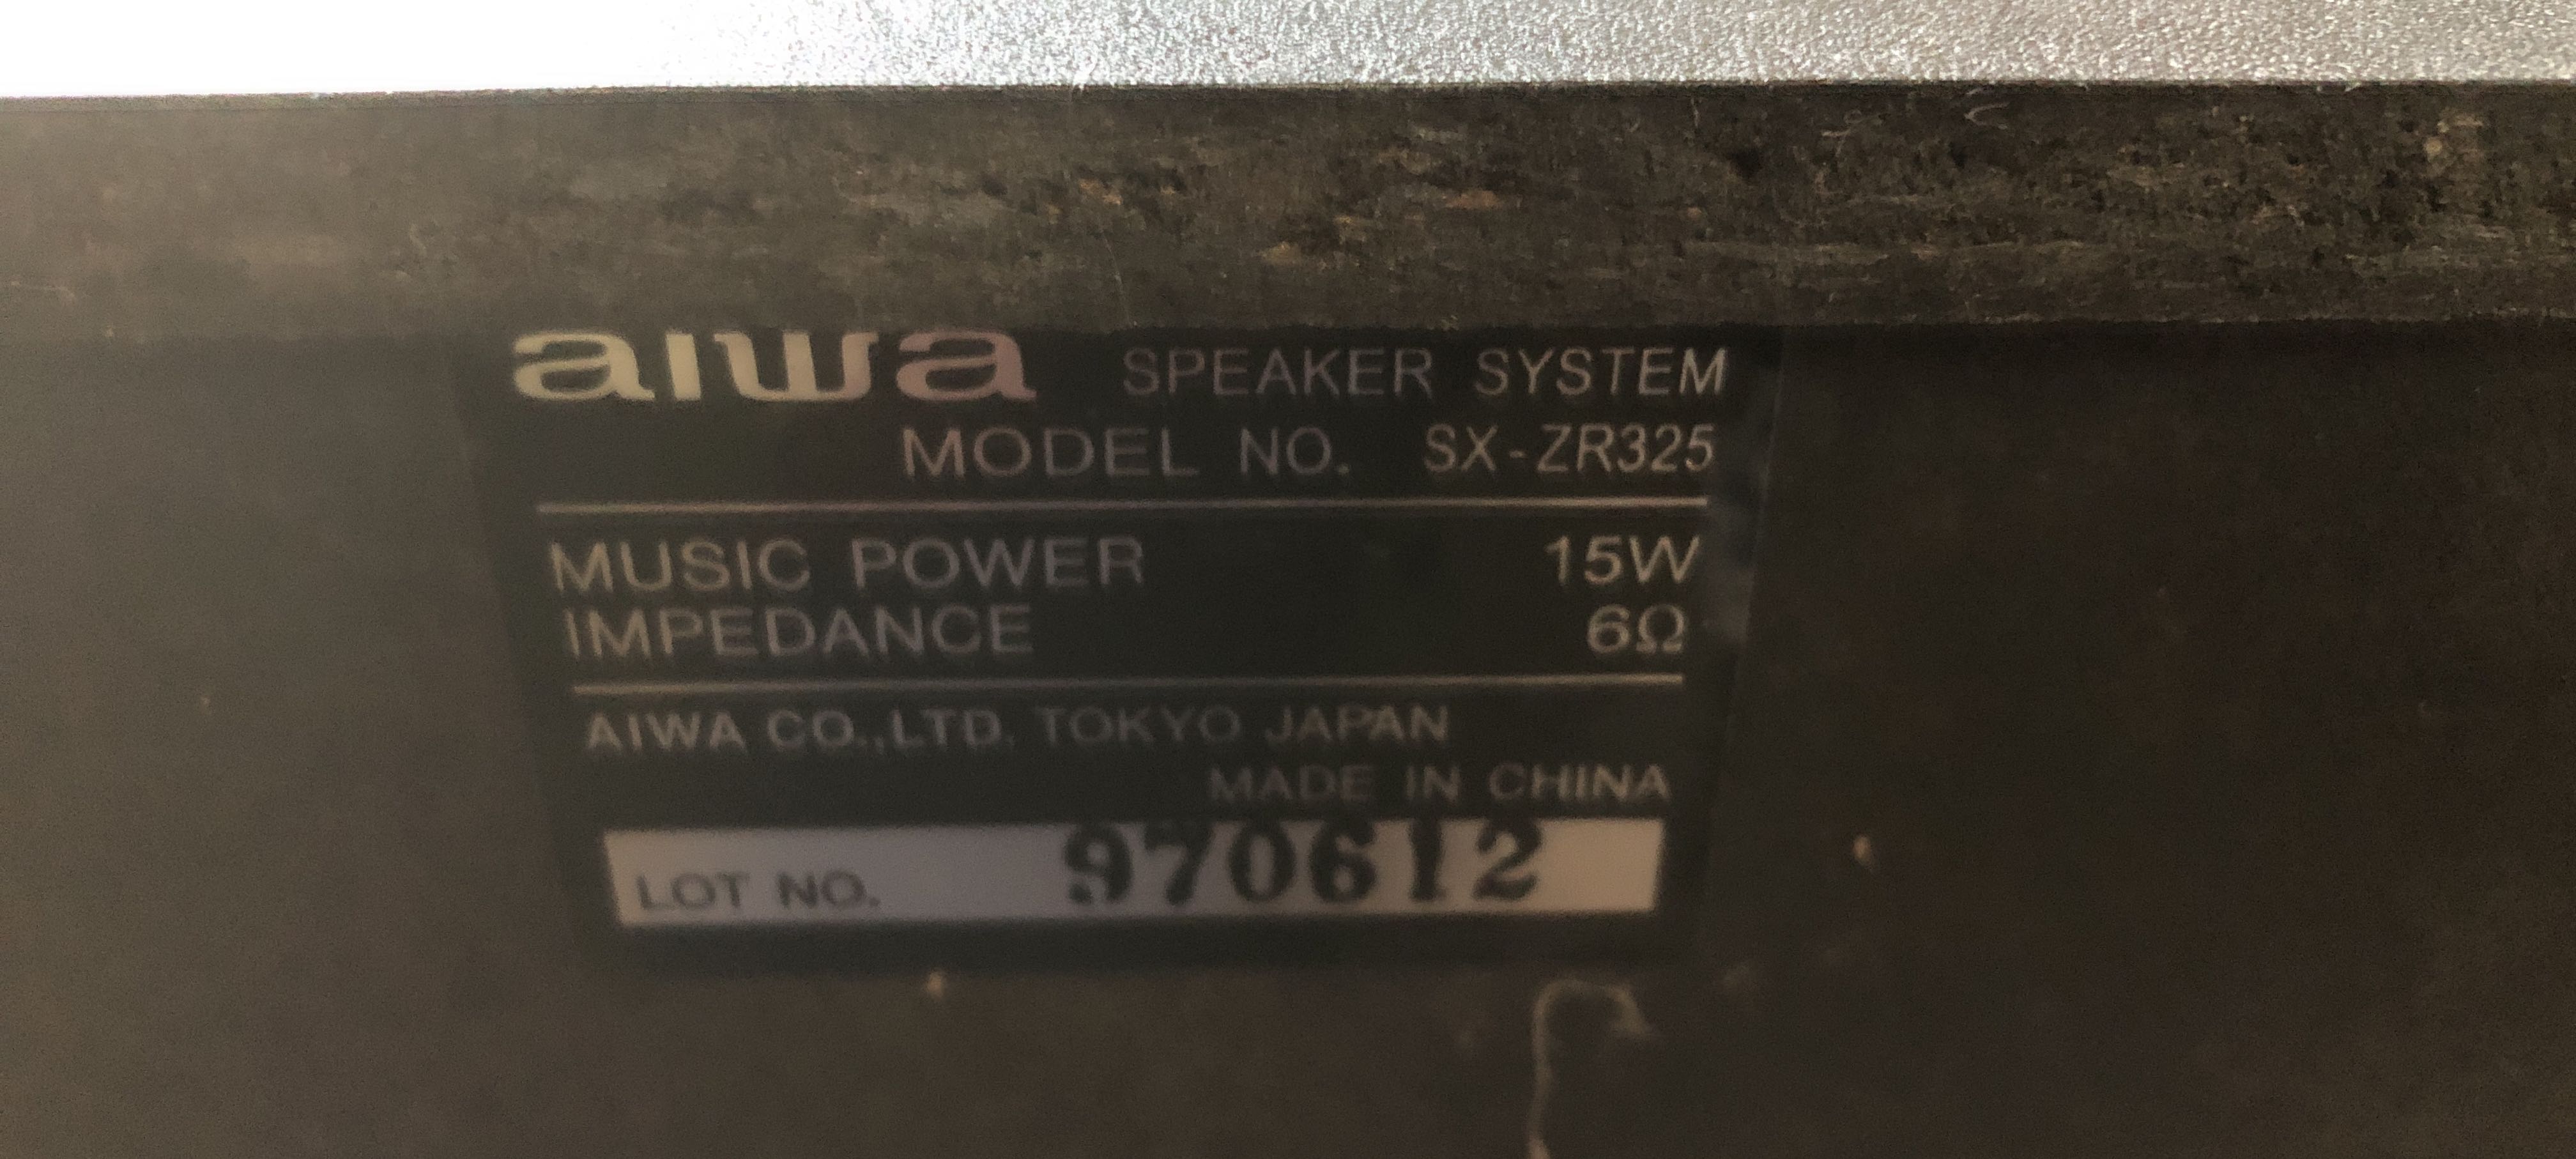 aiwa SPEAKER SYSTEM
MODEL NO. SX-ZR325
MUSIC POWER 15W
IMPEDANCE 6Ω
AIWA CO.,LTD. TOKYO JAPAN
MADE IN CHINA
LOT NO. 970612